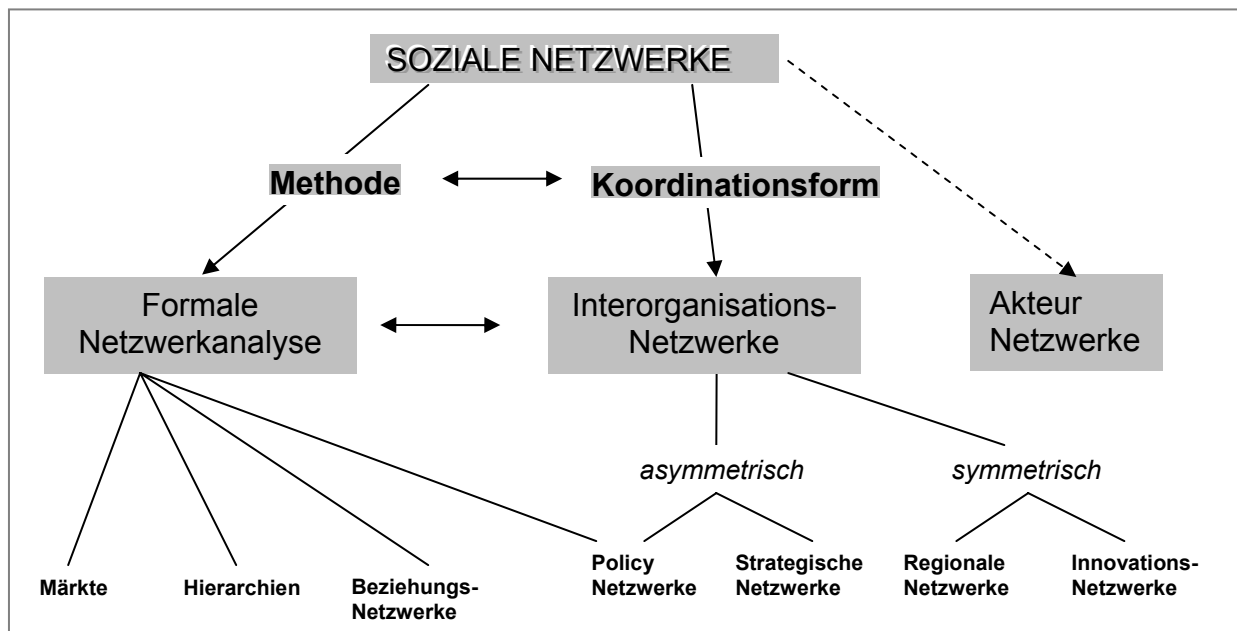 SOZIALE NETZWERKE
Methode
Koordinationsform
Formale
Netzwerkanalyse
Interorganisations-
Netzwerke
Akteur
Netzwerke
asymmetrisch
symmetrisch
Märkte
Hierarchien
Beziehungs-
Netzwerke
Policy
Netzwerke
Strategische
Netzwerke
Regionale
Netzwerke
Innovations-
Netzwerke